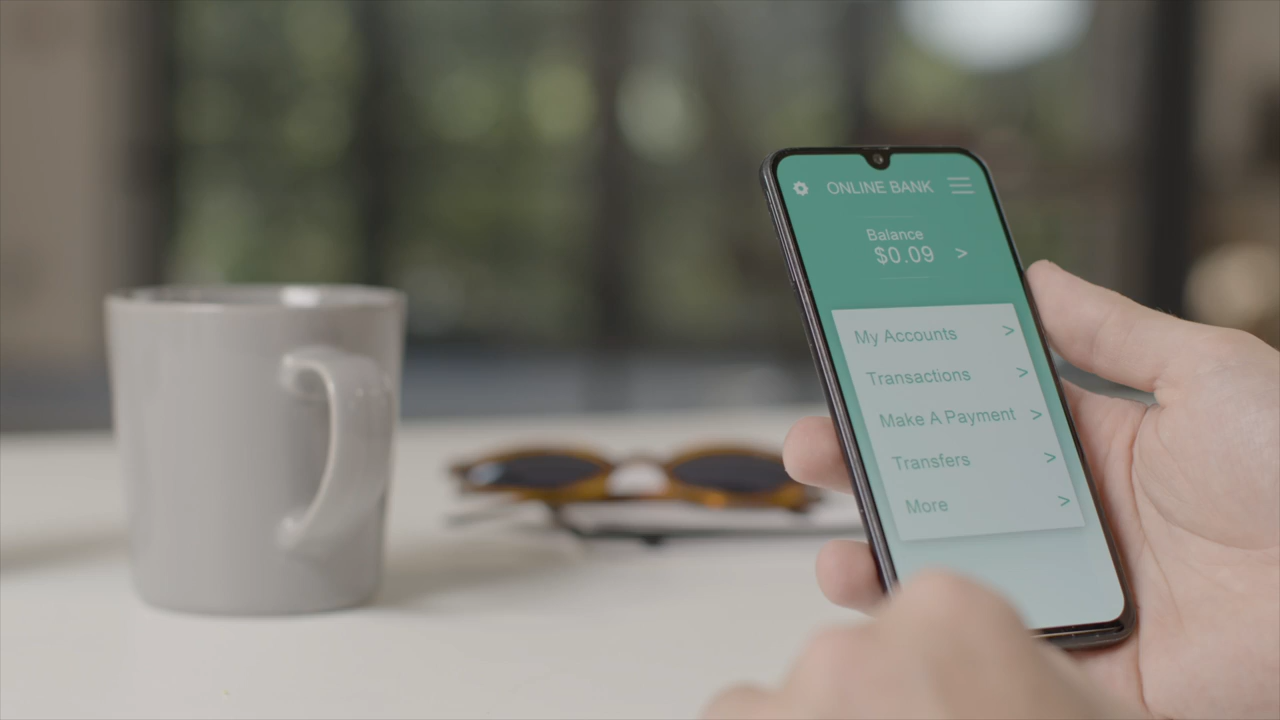 ONLINE BANK
Balance
$0.09 >
My Accounts >
Transactions >
Make A Payment >
Transfers >
More >